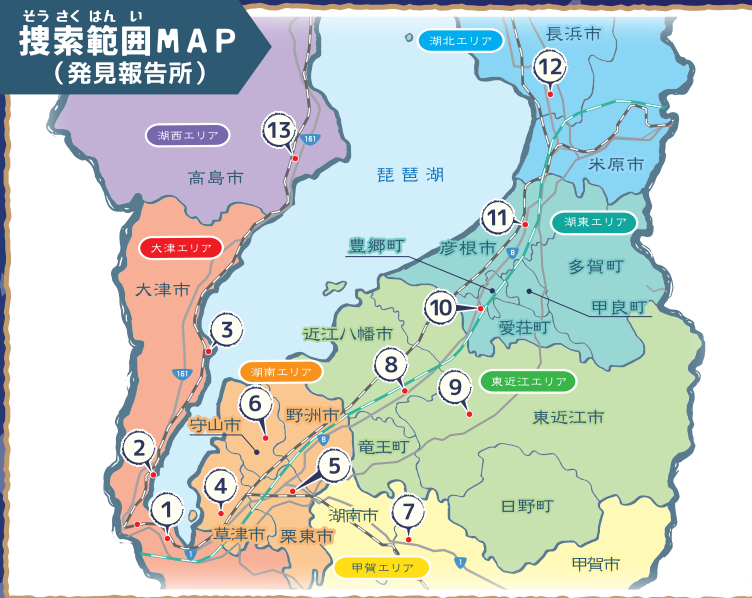 そうさくはんい
捜索範囲MAP
（発見報告所）
湖北エリア
長浜市
12
13
161
湖西エリア
高島市
琵琶湖
米原市
11
湖東エリア
大津エリア
豊郷町
彦根市
8
多賀町
大津市
10
甲良町
愛荘町
3
近江八幡市
161
湖南エリア
8
9
東近江エリア
6
野洲市
守山市
東近江市
8
竜王町
2
5
4
日野町
1
湖南市
7
草津市
栗東市
1
甲賀エリア
1
甲賀市